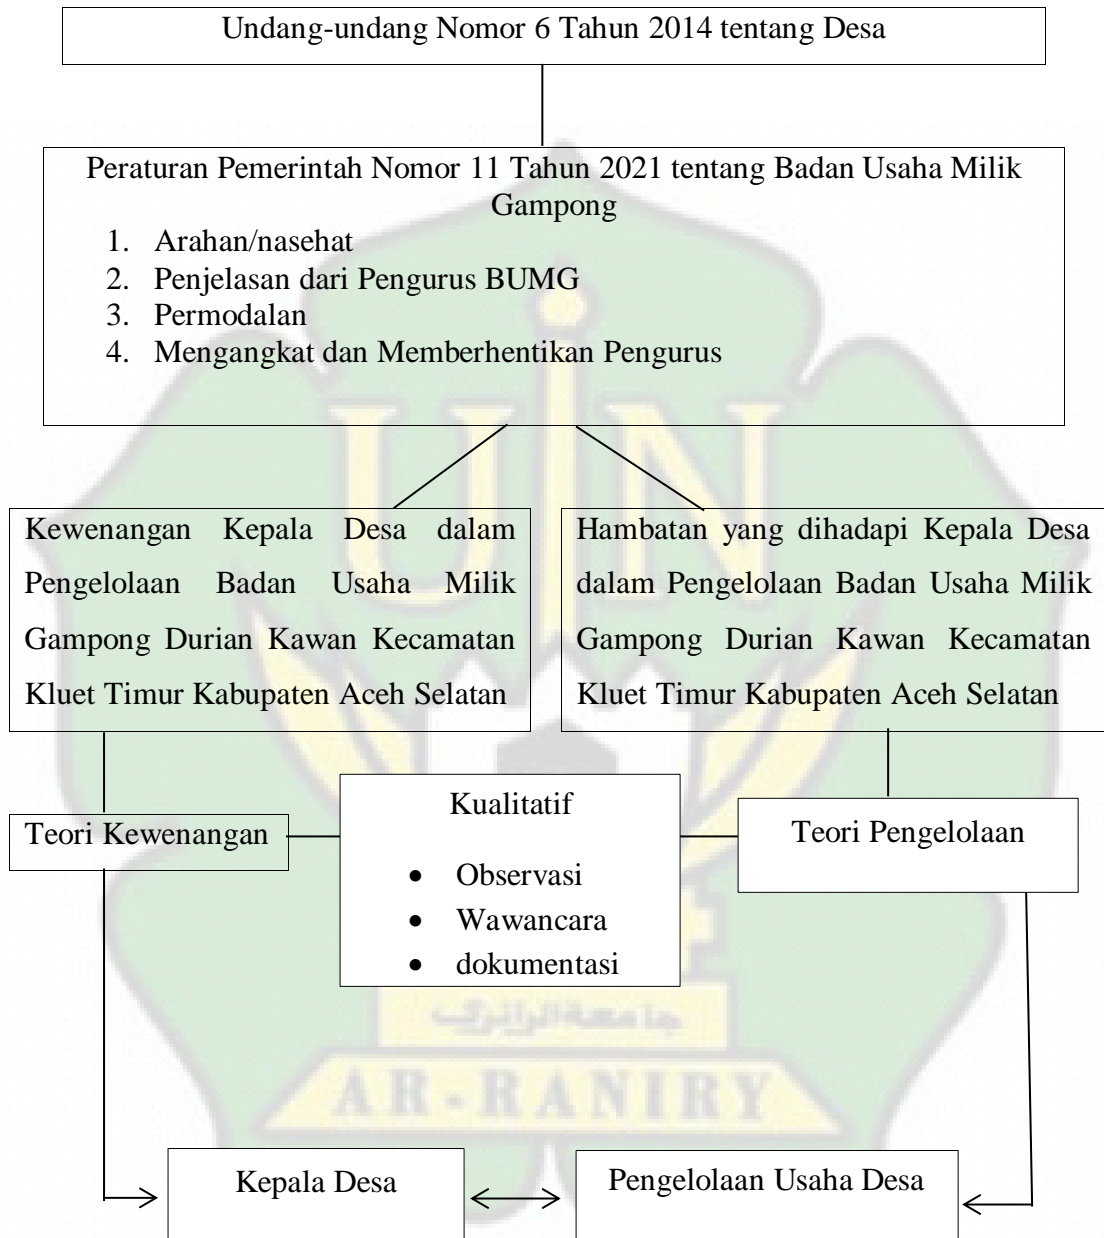 Undang-undang Nomor 6 Tahun 2014 tentang Desa
Peraturan Pemerintah Nomor 11 Tahun 2021 tentang Badan Usaha Milik
Gampong
1. Arahan/nasehat
2. Penjelasan dari Pengurus BUMG
3. Permodalan
4. Mengangkat dan Memberhentikan Pengurus
UIN
Kewenangan Kepala Desa dalam
Pengelolaan Badan Usaha Milik
Gampong Durian Kawan Kecamatan
Kluet Timur Kabupaten Aceh Selatan
Hambatan yang dihadapi Kepala Desa
dalam Pengelolaan Badan Usaha Milik
Gampong Durian Kawan Kecamatan
Kluet Timur Kabupaten Aceh Selatan
Teori Kewenangan
Kualitatif
• Observasi
• Wawancara
• dokumentasi
Teori Pengelolaan
جامعة الرانري
AR-RANIRY
Kepala Desa
Pengelolaan Usaha Desa